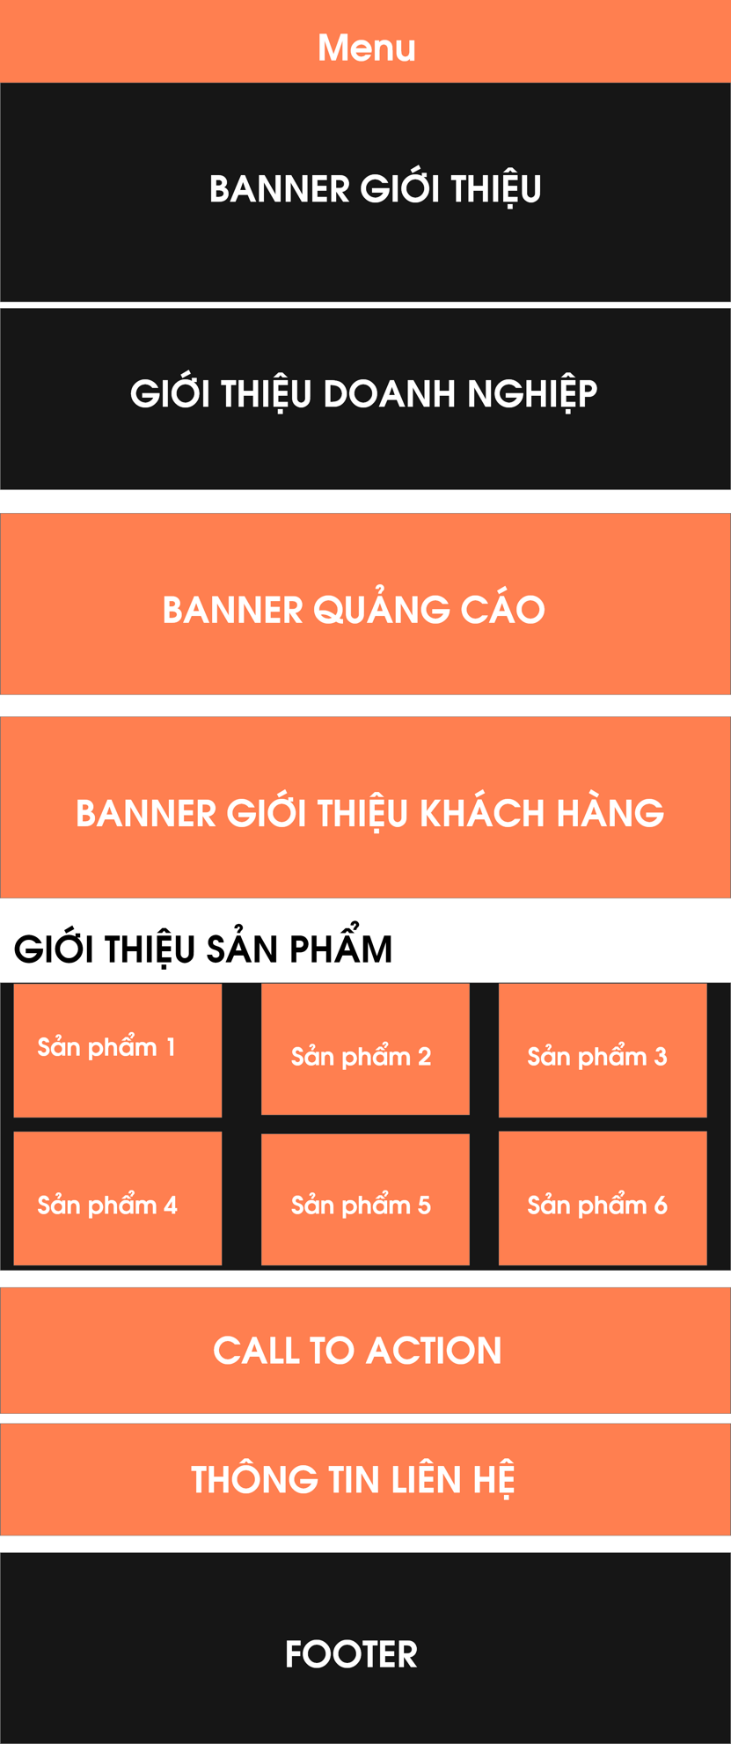 Menu
BANNER GIỚI THIỆU
GIỚI THIỆU DOANH NGHIỆP
BANNER QUẢNG CÁO
BANNER GIỚI THIỆU KHÁCH HÀNG
GIỚI THIỆU SẢN PHẨM
Sản phẩm 1
Sản phẩm 2
Sản phẩm 3
Sản phẩm 4
Sản phẩm 5
Sản phẩm 6
CALL TO ACTION
THÔNG TIN LIÊN HỆ
FOOTER